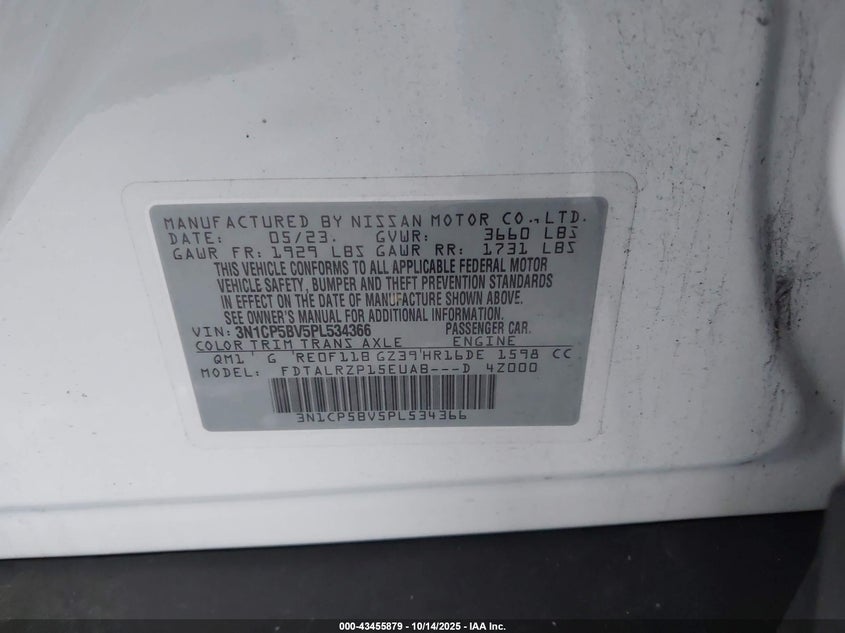 MANUFACTURED BY NISSAN MOTOR CO., LTD.
DATE: 05/23. GVWR: 3660 LBS
GAWR FR: 1929 LBS GAWR RR: 1731 LBS
THIS VEHICLE CONFORMS TO ALL APPLICABLE FEDERAL MOTOR
VEHICLE SAFETY, BUMPER AND THEFT PREVENTION STANDARDS
IN EFFECT ON THE DATE OF MANUFACTURE SHOWN ABOVE.
SEE OWNER'S MANUAL FOR ADDITIONAL INFORMATION.
VIN: 3N1CP5BV5PL534366 PASSENGER CAR.
COLOR TRIM TRANS AXLE ENGINE
QM1 G RE0F11B GZ39 HR16DE 1598 CC
MODEL: FDTALRZP15EUAB---D 4Z000
3N1CP5BV5PL534366
000-43455879 - 10/14/2025 - IAA Inc.